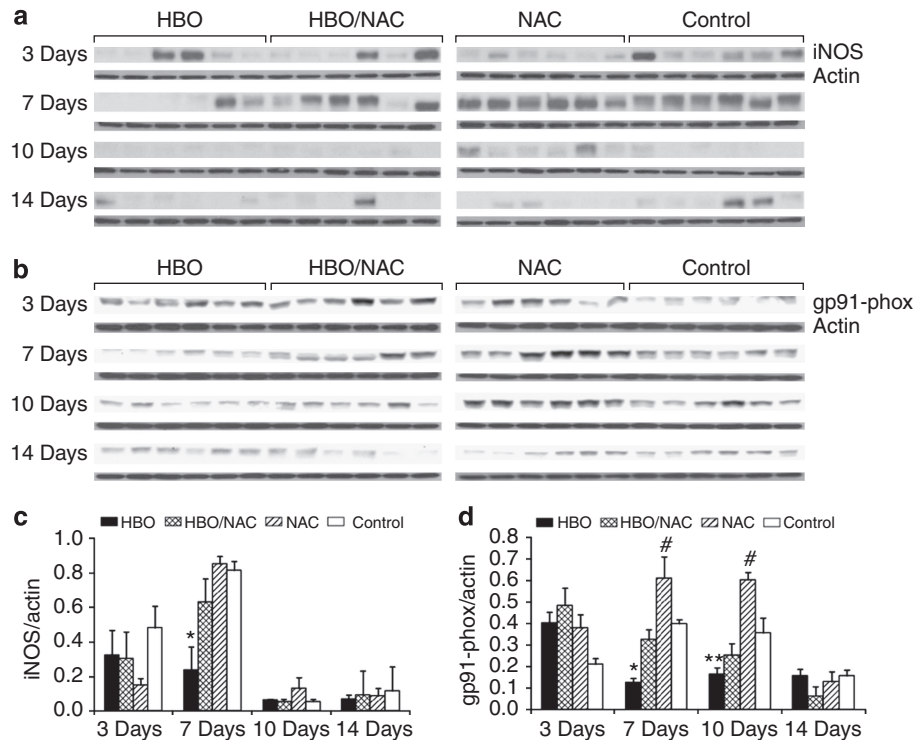 a
HBO HBO/NAC NAC Control
3 Days iNOS
Actin
7 Days
10 Days
14 Days
b
HBO HBO/NAC NAC Control
3 Days gp91-phox
Actin
7 Days
10 Days
14 Days
c
HBO HBO/NAC NAC Control
iNOS/actin
1.0
0.8
0.6
0.4
0.2
0.0
*
3 Days 7 Days 10 Days 14 Days
d
HBO HBO/NAC NAC Control
gp91-phox/actin
0.8
0.7
0.6
0.5
0.4
0.3
0.2
0.1
0.0
* # ** #
3 Days 7 Days 10 Days 14 Days